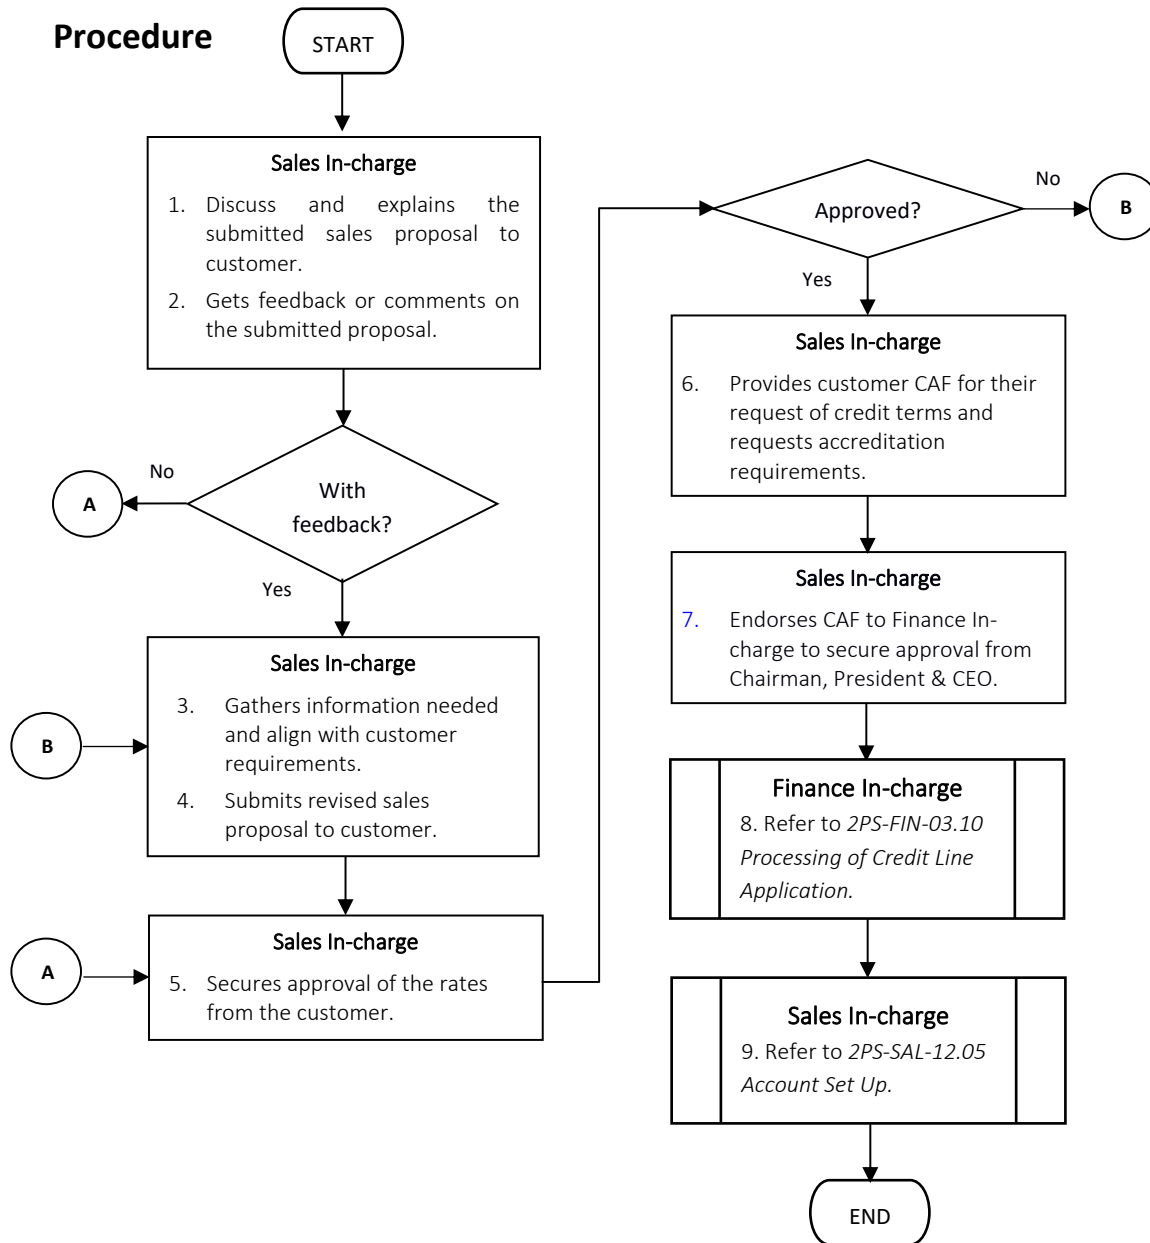 Procedure
START
Sales In-charge
1. Discuss and explains the
submitted sales proposal to
customer.
2. Gets feedback or comments on
the submitted proposal.
With
feedback?
No
A
Yes
Sales In-charge
3. Gathers information needed
and align with customer
requirements.
4. Submits revised sales
proposal to customer.
B
Sales In-charge
5. Secures approval of the rates
from the customer.
A
Approved?
No
B
Yes
Sales In-charge
6. Provides customer CAF for their
request of credit terms and
requests accreditation
requirements.
Sales In-charge
7. Endorses CAF to Finance In-
charge to secure approval from
Chairman, President & CEO.
Finance In-charge
8. Refer to 2PS-FIN-03.10
Processing of Credit Line
Application.
Sales In-charge
9. Refer to 2PS-SAL-12.05
Account Set Up.
END